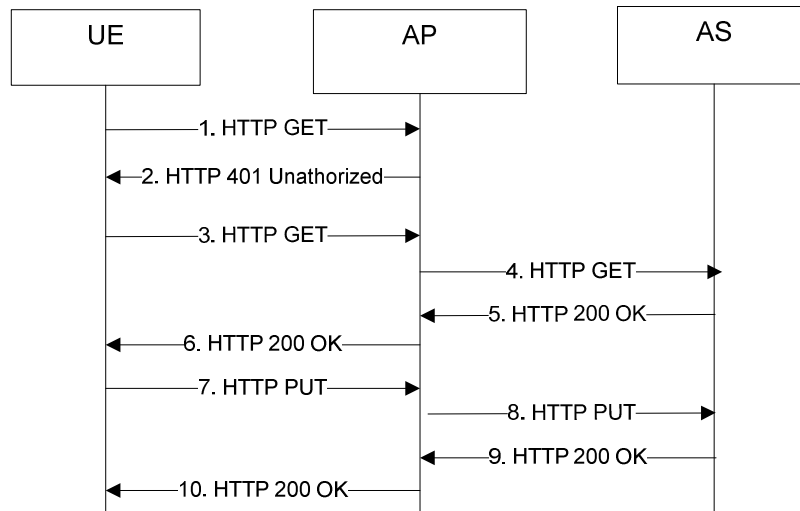 UE
AP
AS
1. HTTP GET
2. HTTP 401 Unathorized
3. HTTP GET
4. HTTP GET
5. HTTP 200 OK
6. HTTP 200 OK
7. HTTP PUT
8. HTTP PUT
9. HTTP 200 OK
10. HTTP 200 OK